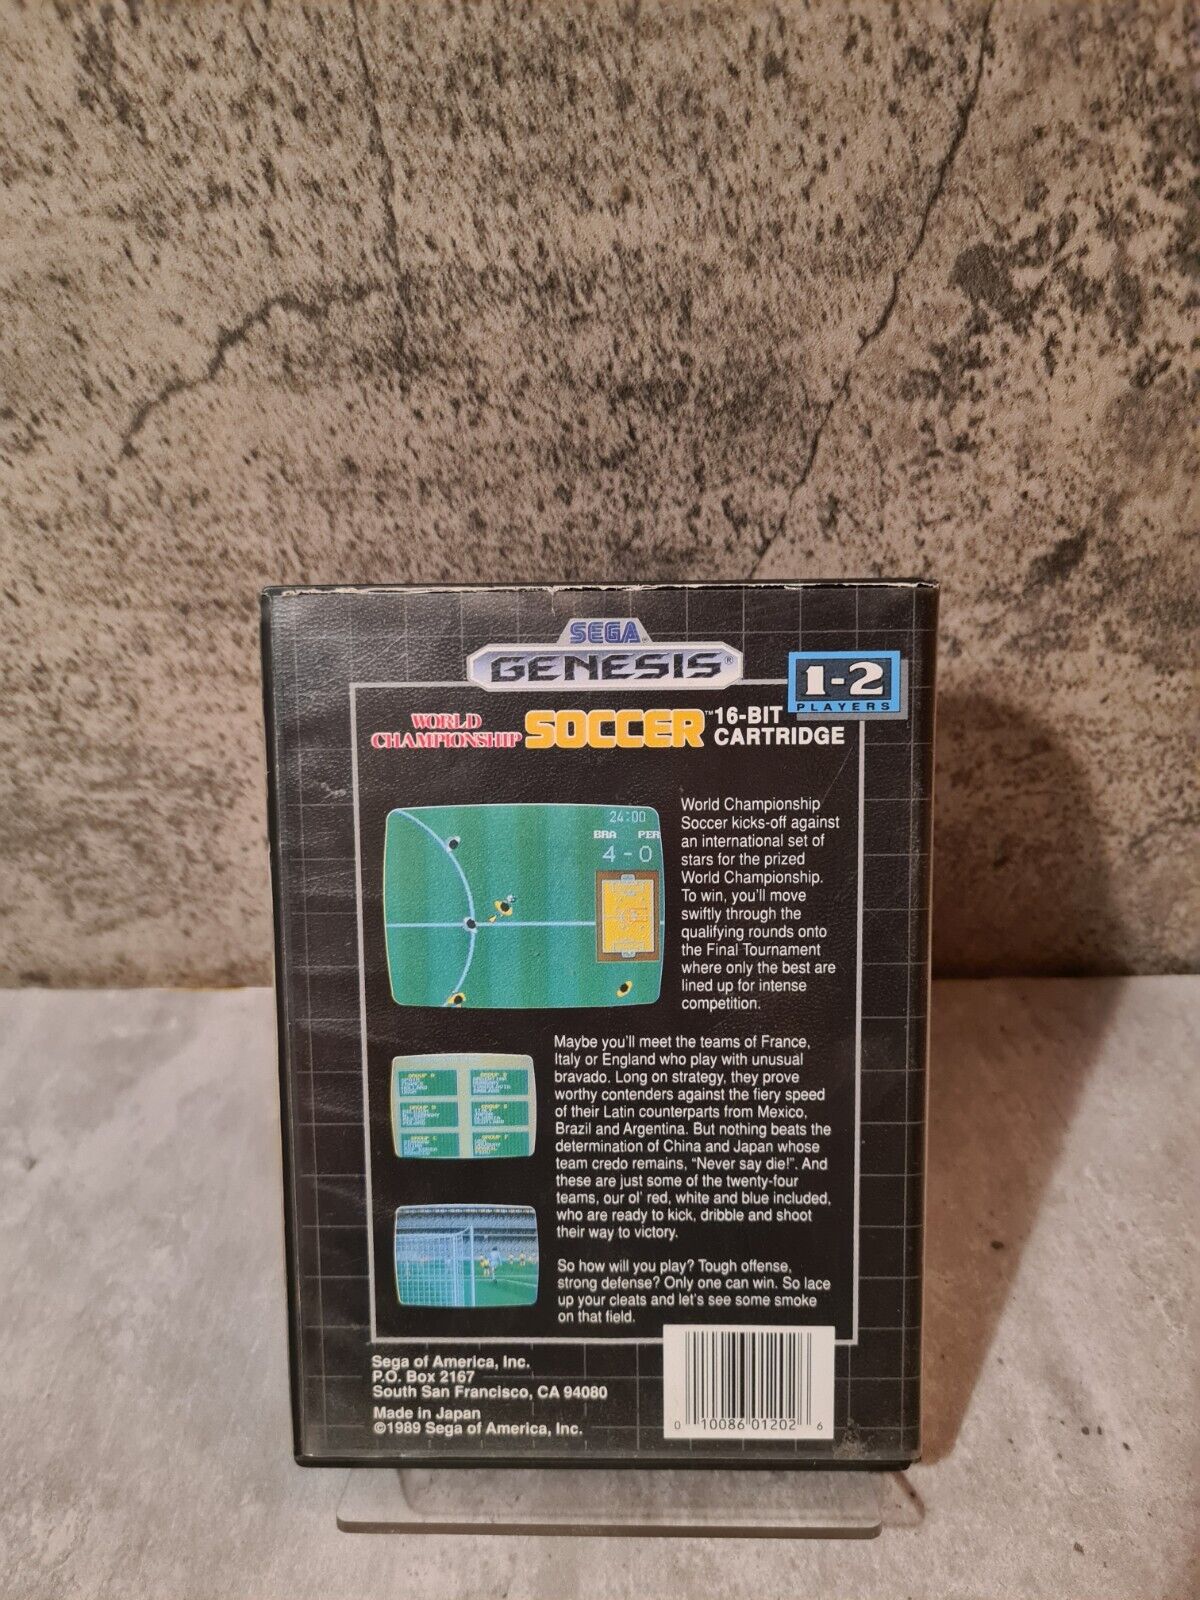 SEGA®
GENESIS®
1-2
PLAYERS
WORLD
CHAMPIONSHIP
SOCCER™
16-BIT
CARTRIDGE
24:00
BRA PER
4 - 0
World Championship
Soccer kicks-off against
an international set of
stars for the prized
World Championship.
To win, you'll move
swiftly through the
qualifying rounds onto
the Final Tournament
where only the best are
lined up for intense
competition.
Maybe you'll meet the teams of France,
Italy or England who play with unusual
bravado. Long on strategy, they prove
worthy contenders against the fiery speed
of their Latin counterparts from Mexico,
Brazil and Argentina. But nothing beats the
determination of China and Japan whose
team credo remains, “Never say die!”. And
these are just some of the twenty-four
teams, our ol' red, white and blue included,
who are ready to kick, dribble and shoot
their way to victory.
So how will you play? Tough offense,
strong defense? Only one can win. So lace
up your cleats and let's see some smoke
on that field.
Sega of America, Inc.
P.O. Box 2167
South San Francisco, CA 94080
Made in Japan
©1989 Sega of America, Inc.
0 10086 01202 6